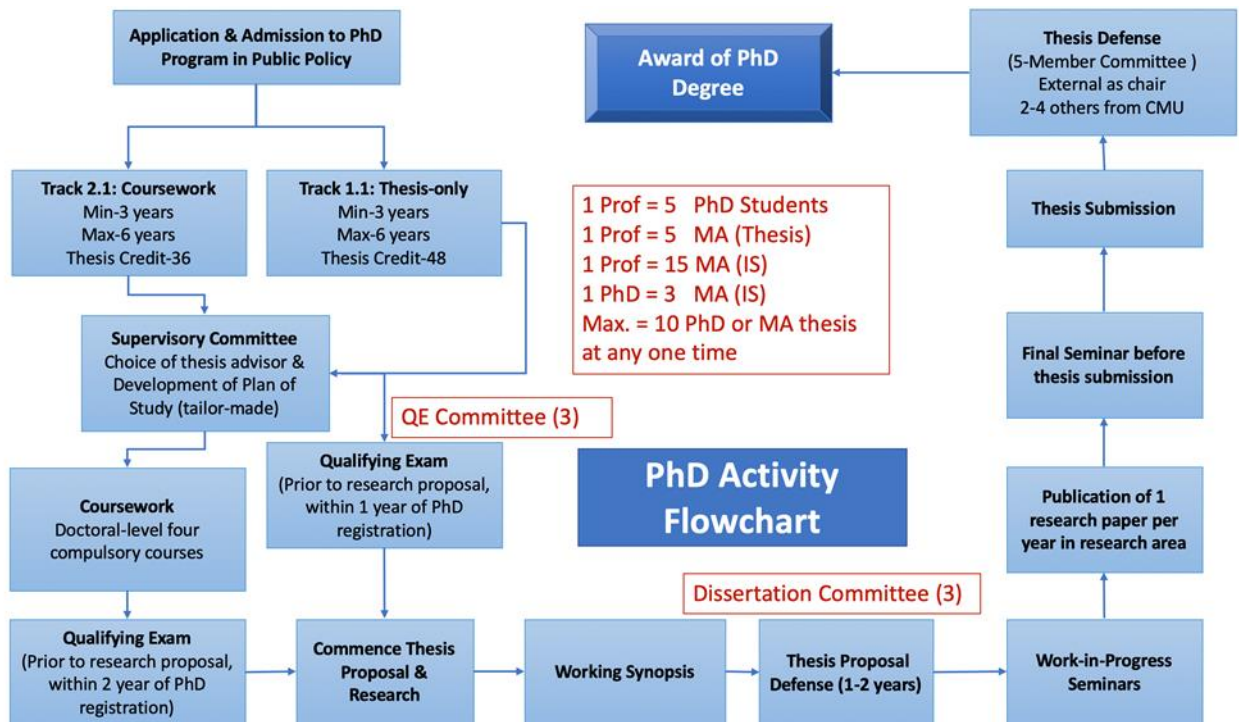 Application & Admission to PhD
Program in Public Policy
Award of PhD
Degree
Thesis Defense
(5-Member Committee )
External as chair
2-4 others from CMU
Track 2.1: Coursework
Min-3 years
Max-6 years
Thesis Credit-36
Track 1.1: Thesis-only
Min-3 years
Max-6 years
Thesis Credit-48
1 Prof = 5 PhD Students
1 Prof = 5 MA (Thesis)
1 Prof = 15 MA (IS)
1 PhD = 3 MA (IS)
Max. = 10 PhD or MA thesis
at any one time
Thesis Submission
Supervisory Committee
Choice of thesis advisor &
Development of Plan of
Study (tailor-made)
Final Seminar before
thesis submission
QE Committee (3)
Qualifying Exam
(Prior to research proposal,
within 1 year of PhD
registration)
PhD Activity
Flowchart
Coursework
Doctoral-level four
compulsory courses
Publication of 1
research paper per
year in research area
Dissertation Committee (3)
Qualifying Exam
(Prior to research proposal,
within 2 year of PhD
registration)
Commence Thesis
Proposal &
Research
Working Synopsis
Thesis Proposal
Defense (1-2 years)
Work-in-Progress
Seminars